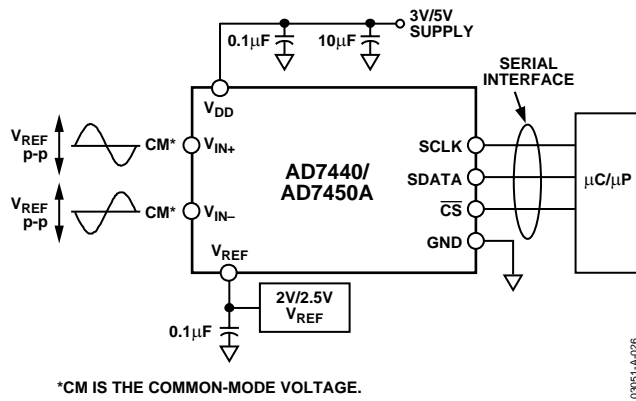 3V/5V
SUPPLY
0.1µF
10µF
SERIAL
INTERFACE
VDD
VREF
p-p
CM*
VIN+
AD7440/
AD7450A
SCLK
SDATA
CS
GND
µC/µP
VREF
p-p
CM*
VIN–
VREF
2V/2.5V
VREF
0.1µF
*CM IS THE COMMON-MODE VOLTAGE.
03051-A-026